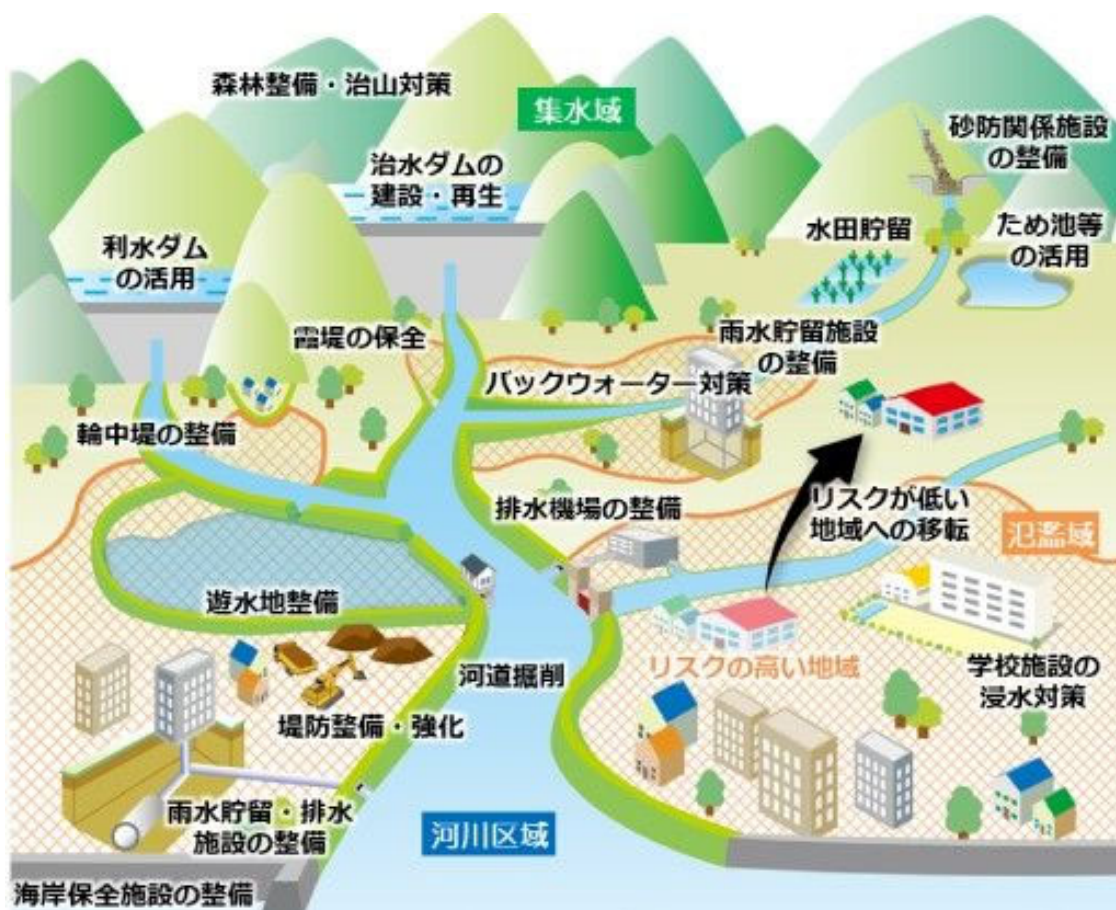 森林整備・治山対策
集水域
砂防関係施設
の整備
治水ダムの
建設・再生
水田貯留
ため池等
の活用
利水ダム
の活用
霞堤の保全
雨水貯留施設
の整備
バックウォーター対策
輪中堤の整備
排水機場の整備
リスクが低い
地域への移転
氾濫域
遊水地整備
リスクの高い地域
河道掘削
学校施設の
浸水対策
堤防整備・強化
雨水貯留・排水
施設の整備
河川区域
海岸保全施設の整備